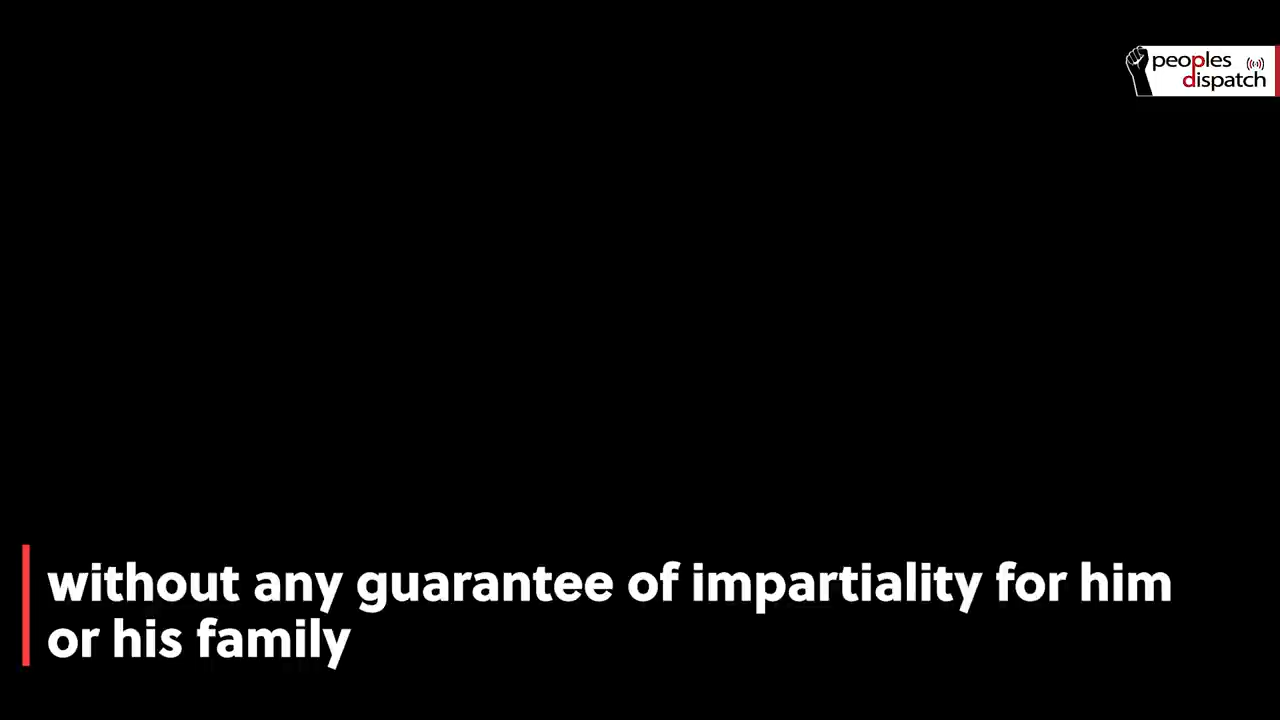 peoples
dispatch
without any guarantee of impartiality for him
or his family